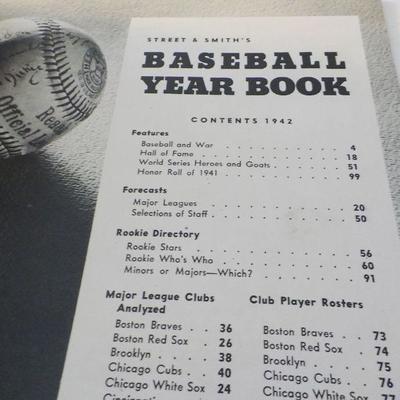 Official
STREET & SMITH'S
BASEBALL
YEAR BOOK
CONTENTS 1942
Features
Baseball and War . . . . . . . . . . 4
Hall of Fame . . . . . . . . . . . 18
World Series Heroes and Goats . . . . . 51
Honor Roll of 1941 . . . . . . . . . 99
Forecasts
Major Leagues . . . . . . . . . . 20
Selections of Staff . . . . . . . . . 50
Rookie Directory
Rookie Stars . . . . . . . . . . 56
Rookie Who's Who . . . . . . . . 60
Minors or Majors—Which? . . . . . . 91
Major League Clubs
Analyzed
Boston Braves . . 36
Boston Red Sox . 26
Brooklyn . . . 38
Chicago Cubs . . 40
Chicago White Sox 24
Club Player Rosters
Boston Braves . . 73
Boston Red Sox . 74
Brooklyn . . . 75
Chicago Cubs . . 76
Chicago White Sox 77